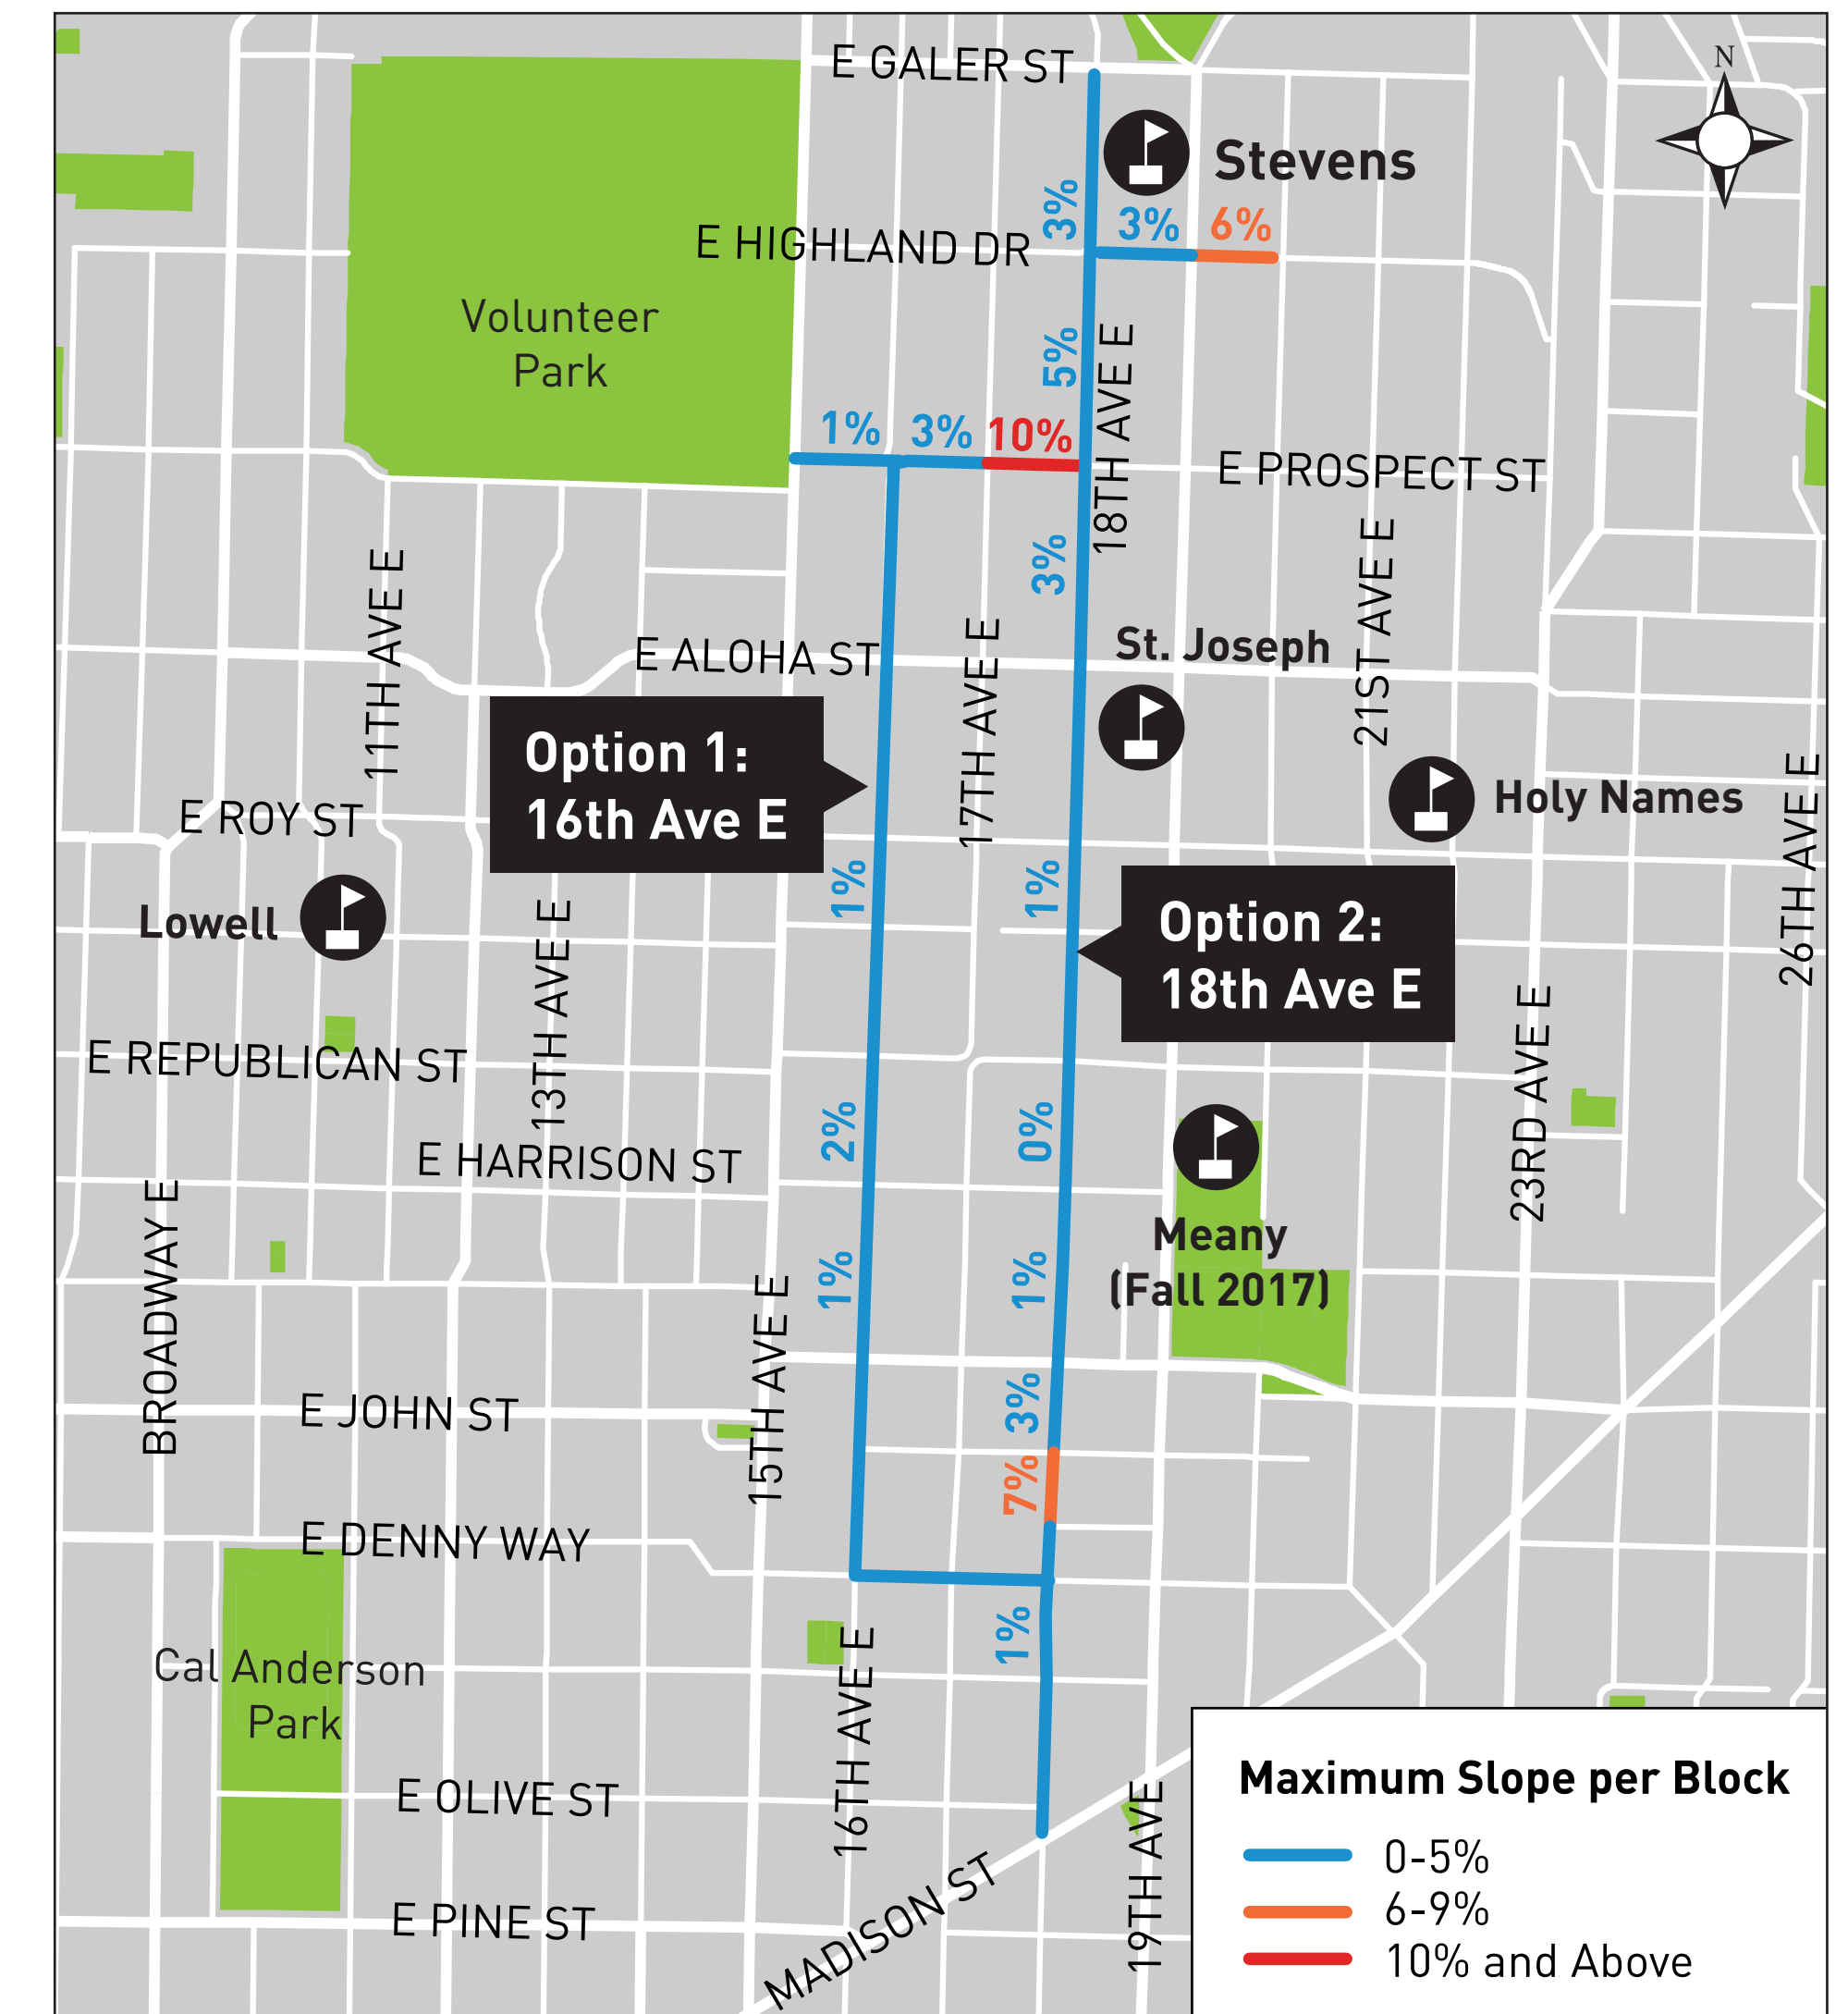 E GALER ST
N
Stevens
3%
3%
6%
E HIGHLAND DR
Volunteer
Park
5%
18TH AVE E
1%
3%
10%
E PROSPECT ST
3%
11TH AVE E
21ST AVE E
E ALOHA ST
17TH AVE E
St. Joseph
Option 1:
16th Ave E
E ROY ST
Holy Names
26TH AVE E
Lowell
1%
1%
Option 2:
18th Ave E
13TH AVE E
E REPUBLICAN ST
23RD AVE E
2%
0%
E HARRISON ST
BROADWAY E
Meany
(Fall 2017)
1%
1%
15TH AVE E
E JOHN ST
3%
7%
E DENNY WAY
1%
16TH AVE E
Cal Anderson
Park
E OLIVE ST
19TH AVE
E PINE ST
MADISON ST
Maximum Slope per Block
0-5%
6-9%
10% and Above